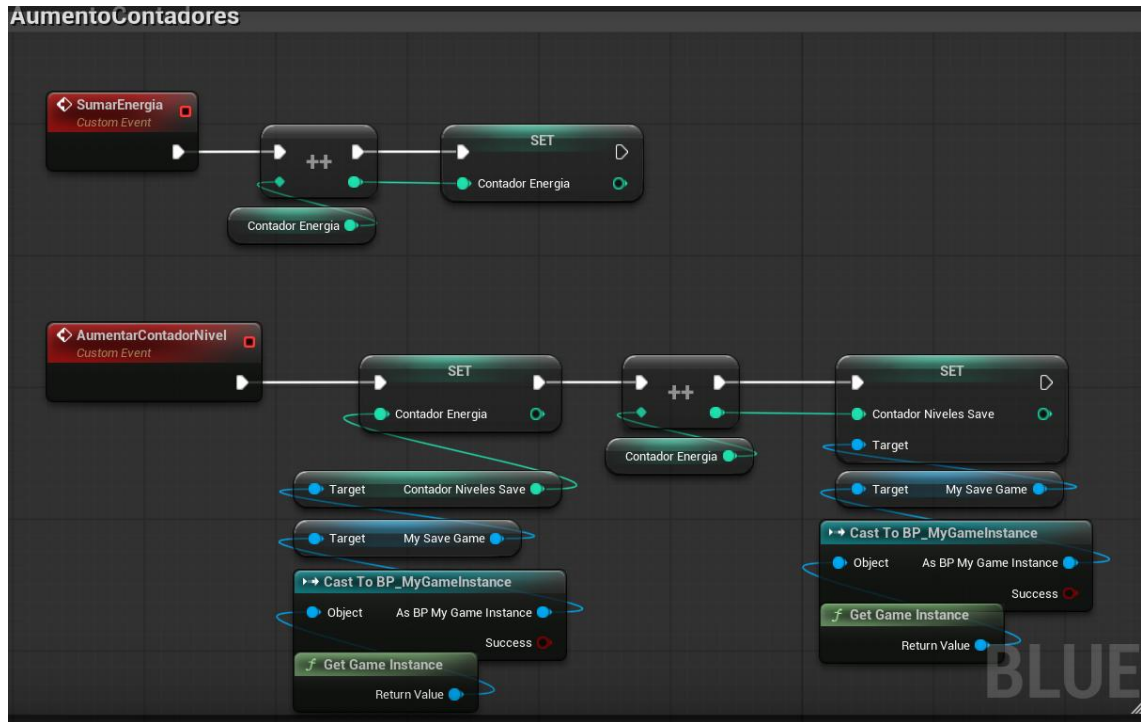 AumentoContadores
SumarEnergia
Custom Event
++
SET
Contador Energia
Contador Energia
AumentarContadorNivel
Custom Event
SET
Contador Energia
++
Contador Energia
SET
Contador Niveles Save
Target
Target Contador Niveles Save
Target My Save Game
Cast To BP_MyGameInstance
Object As BP My Game Instance
Success
f Get Game Instance
Return Value
Target My Save Game
Cast To BP_MyGameInstance
Object As BP My Game Instance
Success
f Get Game Instance
Return Value
BLUE